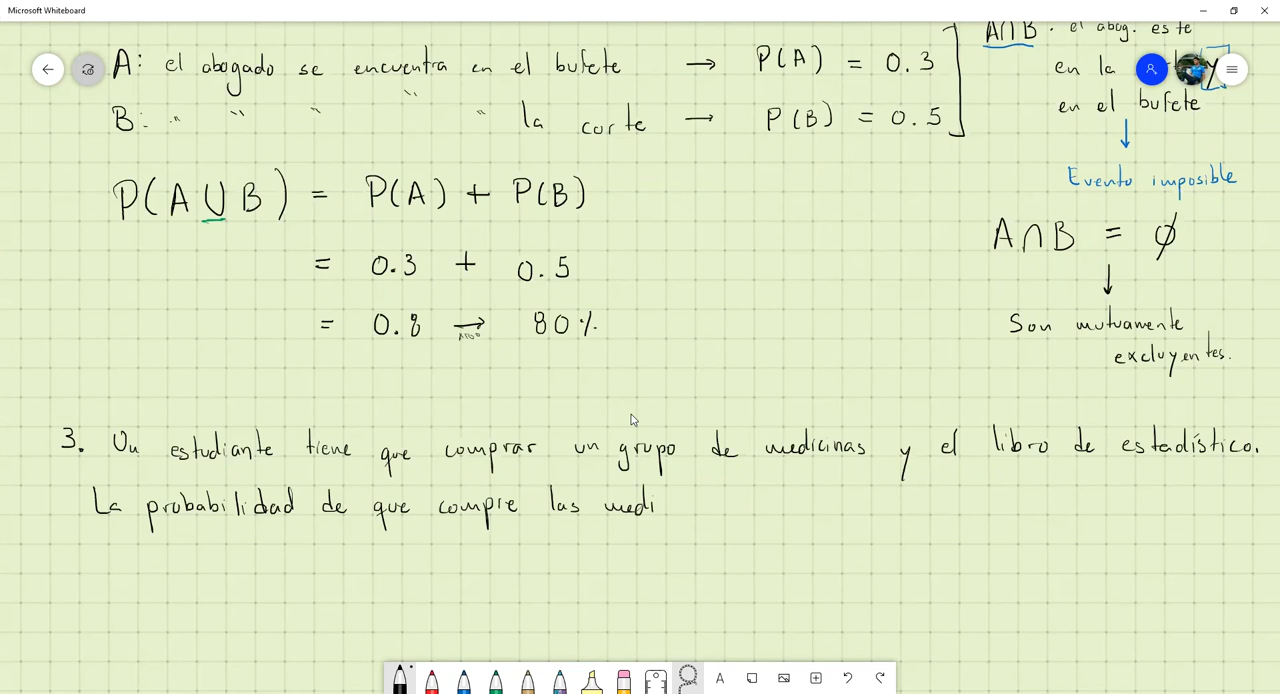 Microsoft Whiteboard
A: el abogado se encuentra en el bufete → P(A) = 0.3
B: " " " " la corte → P(B) = 0.5
A∩B: el abog. este
en la y
en el bufete
Evento imposible
A∩B = ∅
Son mutuamente
excluyentes.
P(A∪B) = P(A) + P(B)
= 0.3 + 0.5
= 0.8 → 80%
x100
3. Un estudiante tiene que comprar un grupo de medicinas y el libro de estadístico.
La probabilidad de que compre las medi
A